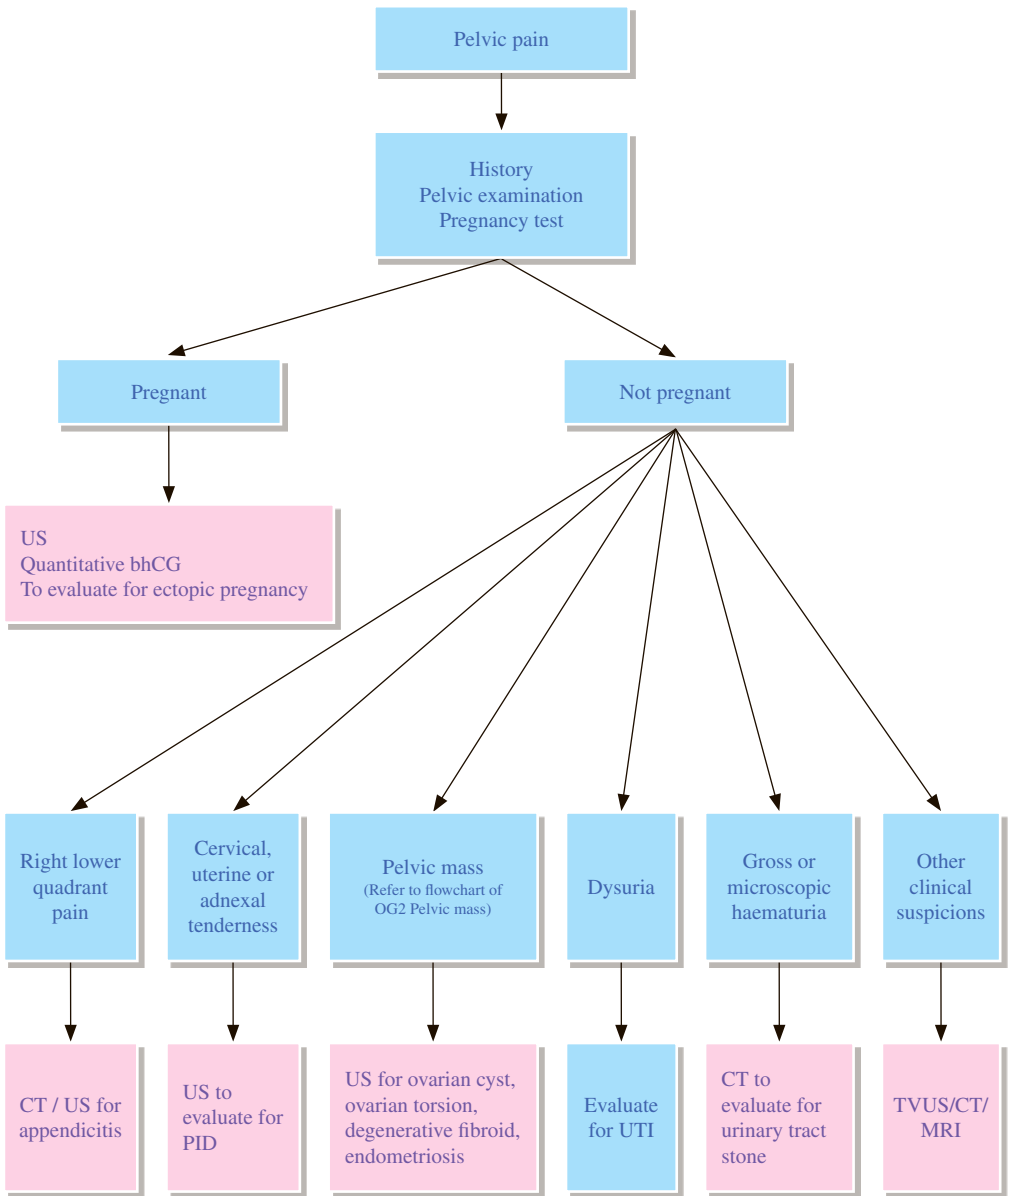 Pelvic pain
History
Pelvic examination
Pregnancy test
Pregnant
Not pregnant
US
Quantitative bhCG
To evaluate for ectopic pregnancy
Right lower
quadrant
pain
Cervical,
uterine or
adnexal
tenderness
Pelvic mass
(Refer to flowchart of
OG2 Pelvic mass)
Dysuria
Gross or
microscopic
haematuria
Other
clinical
suspicions
CT / US for
appendicitis
US to
evaluate for
PID
US for ovarian cyst,
ovarian torsion,
degenerative fibroid,
endometriosis
Evaluate
for UTI
CT to
evaluate for
urinary tract
stone
TVUS/CT/
MRI